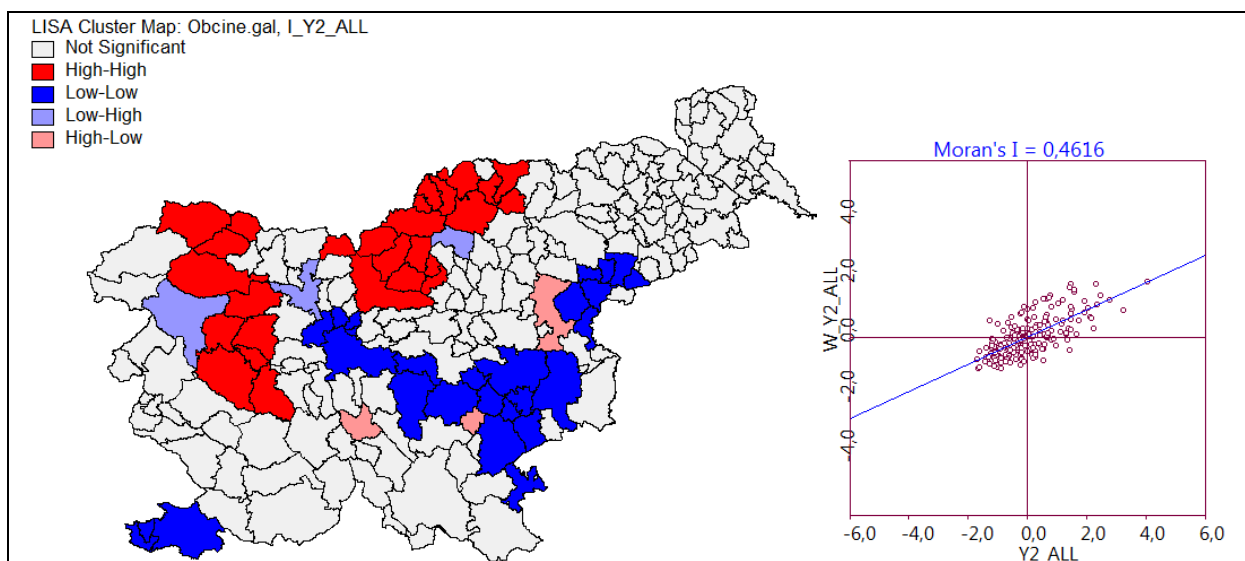 LISA Cluster Map: Obcine.gal, I_Y2_ALL
Not Significant
High-High
Low-Low
Low-High
High-Low
Moran's I = 0,4616
W_Y2_ALL
4,0
2,0
0,0
-2,0
-4,0
-6,0 -4,0 -2,0 0,0 2,0 4,0 6,0
Y2_ALL